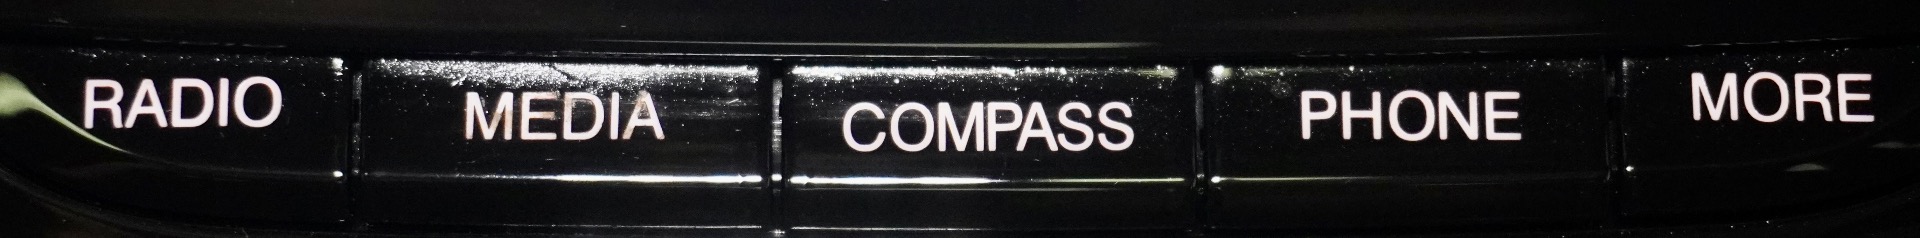 RADIO MEDIA COMPASS PHONE MORE